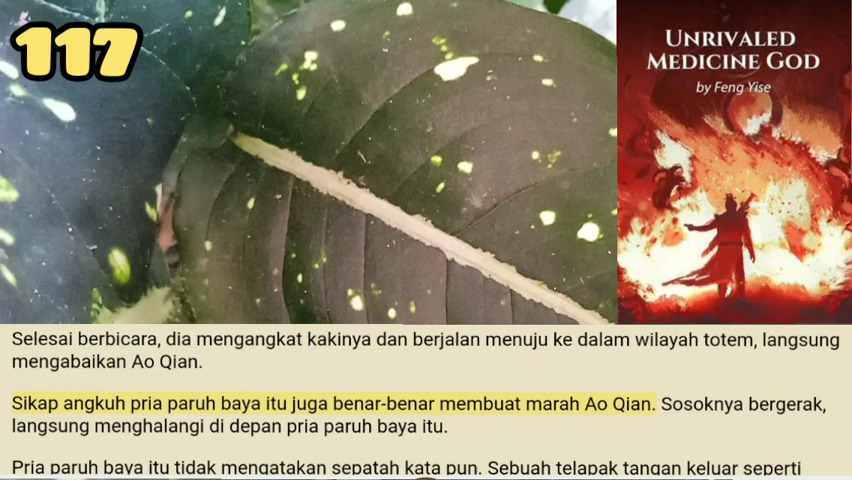 117
UNRIVALED
MEDICINE GOD
by Feng Yise
Selesai berbicara, dia mengangkat kakinya dan berjalan menuju ke dalam wilayah totem, langsung
mengabaikan Ao Qian.
Sikap angkuh pria paruh baya itu juga benar-benar membuat marah Ao Qian. Sosoknya bergerak,
langsung menghalangi di depan pria paruh baya itu.
Pria paruh baya itu tidak mengatakan sepatah kata pun. Sebuah telapak tangan keluar seperti